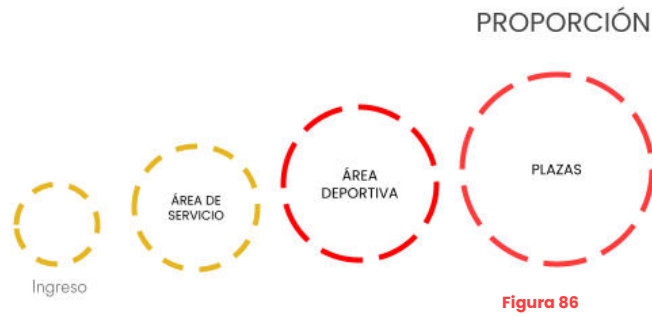 PROPORCIÓN
ÁREA DE
SERVICIO
ÁREA
DEPORTIVA
PLAZAS
Ingreso
Figura 86